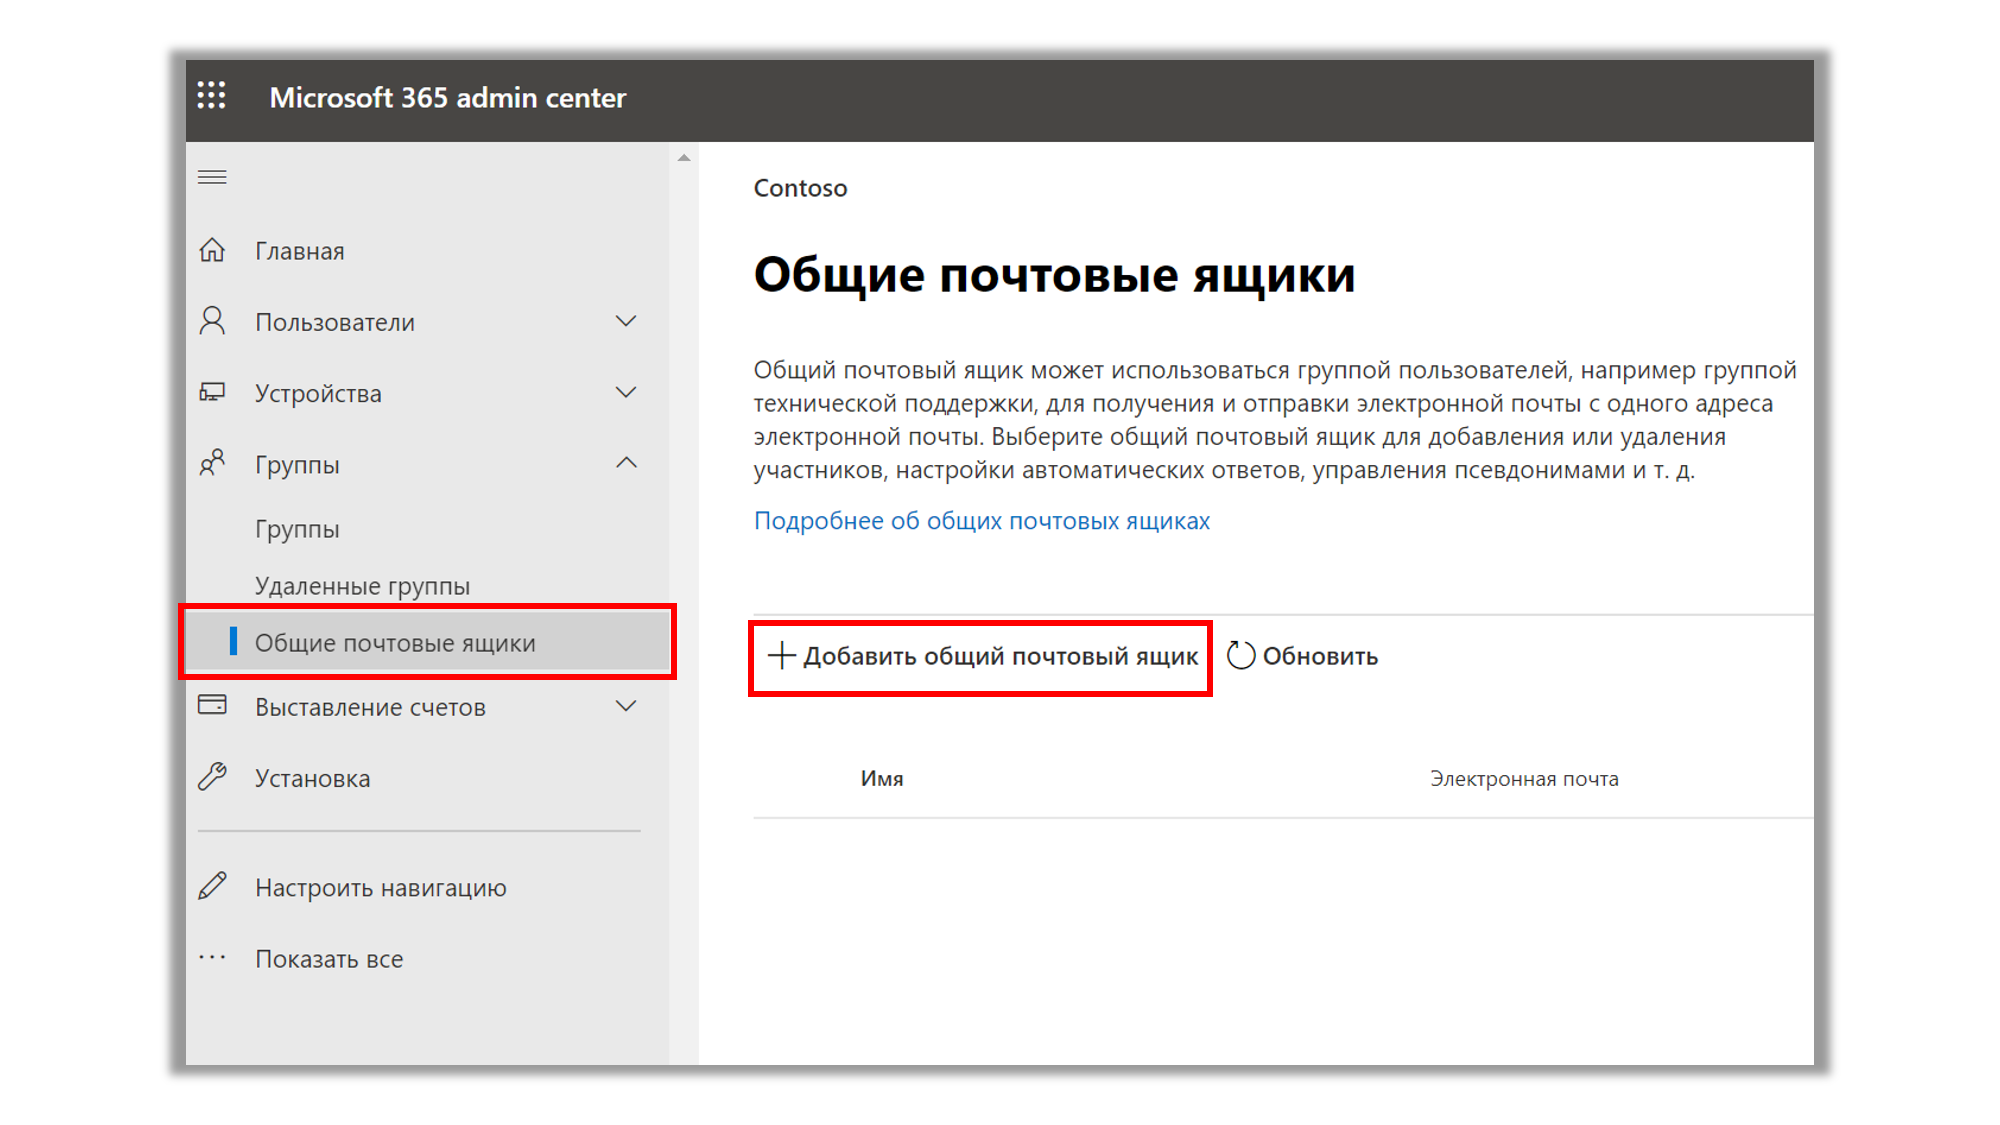 Microsoft 365 admin center
Главная
Пользователи
Устройства
Группы
Группы
Удаленные группы
Общие почтовые ящики
Выставление счетов
Установка
Настроить навигацию
Показать все
Contoso
Общие почтовые ящики
Общий почтовый ящик может использоваться группой пользователей, например группой
технической поддержки, для получения и отправки электронной почты с одного адреса
электронной почты. Выберите общий почтовый ящик для добавления или удаления
участников, настройки автоматических ответов, управления псевдонимами и т. д.
Подробнее об общих почтовых ящиках
Добавить общий почтовый ящик Обновить
Имя Электронная почта